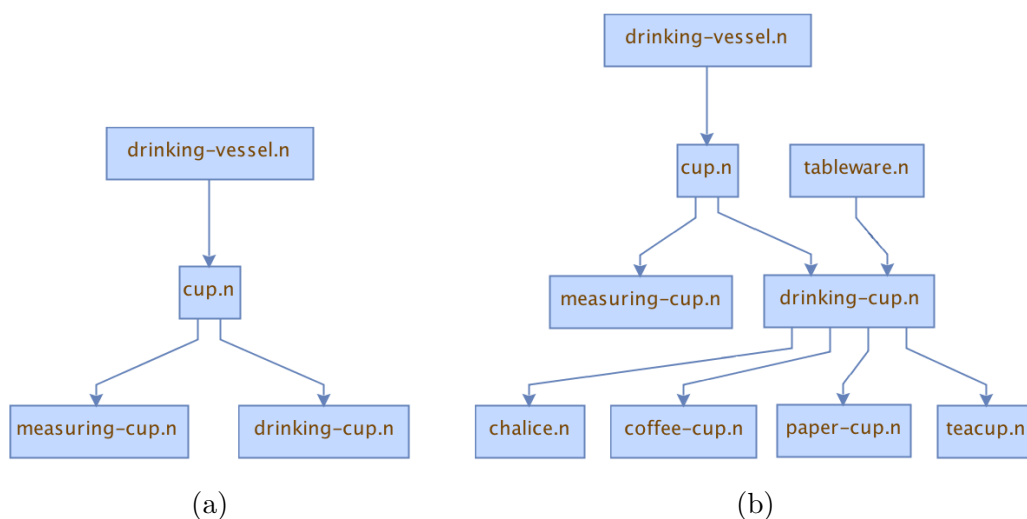 drinking-vessel.n
cup.n
measuring-cup.n
drinking-cup.n
(a)
drinking-vessel.n
cup.n
tableware.n
measuring-cup.n
drinking-cup.n
chalice.n
coffee-cup.n
paper-cup.n
teacup.n
(b)